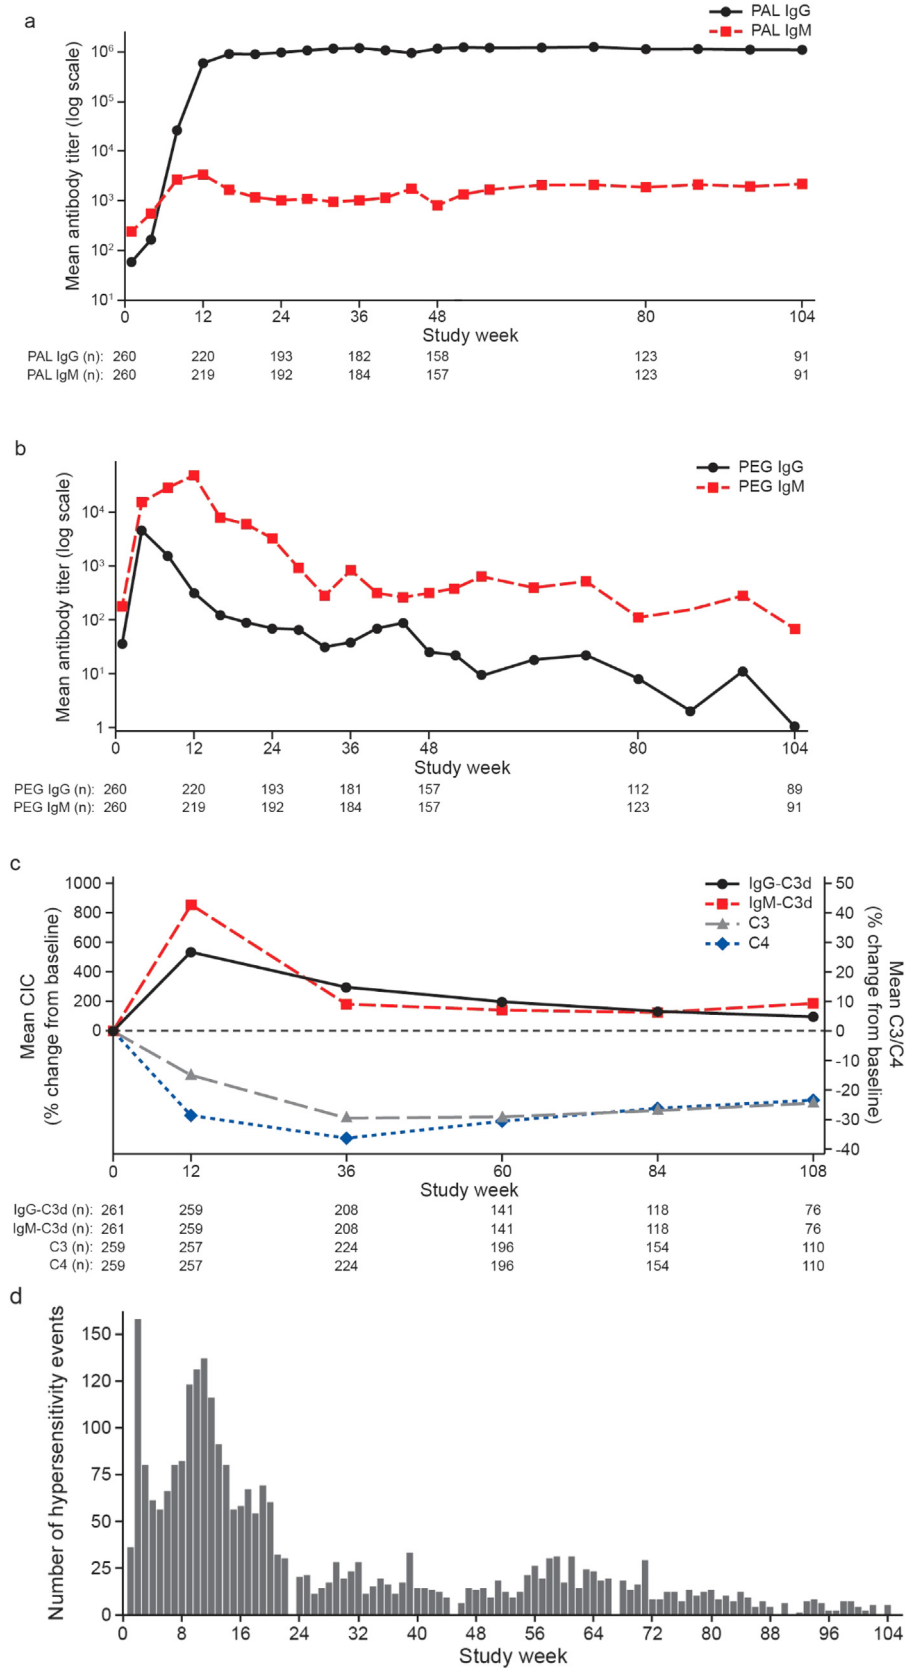 a
PAL IgG
PAL IgM
Mean antibody titer (log scale)
10⁶
10⁵
10⁴
10³
10²
10¹
0 12 24 36 48 80 104
Study week
PAL IgG (n): 260 220 193 182 158 123 91
PAL IgM (n): 260 219 192 184 157 123 91
b
PEG IgG
PEG IgM
Mean antibody titer (log scale)
10⁴
10³
10²
10¹
1
0 12 24 36 48 80 104
Study week
PEG IgG (n): 260 220 193 181 157 112 89
PEG IgM (n): 260 219 192 184 157 123 91
c
IgG-C3d
IgM-C3d
C3
C4
Mean CIC
(% change from baseline)
1000
800
600
400
200
0
50
40
30
20
10
0
-10
-20
-30
-40
Mean C3/C4
(% change from baseline)
0 12 36 60 84 108
Study week
IgG-C3d (n): 261 259 208 141 118 76
IgM-C3d (n): 261 259 208 141 118 76
C3 (n): 259 257 224 196 154 110
C4 (n): 259 257 224 196 154 110
d
Number of hypersensitivity events
150
120
100
75
50
25
0
0 8 16 24 32 40 48 56 64 72 80 88 96 104
Study week